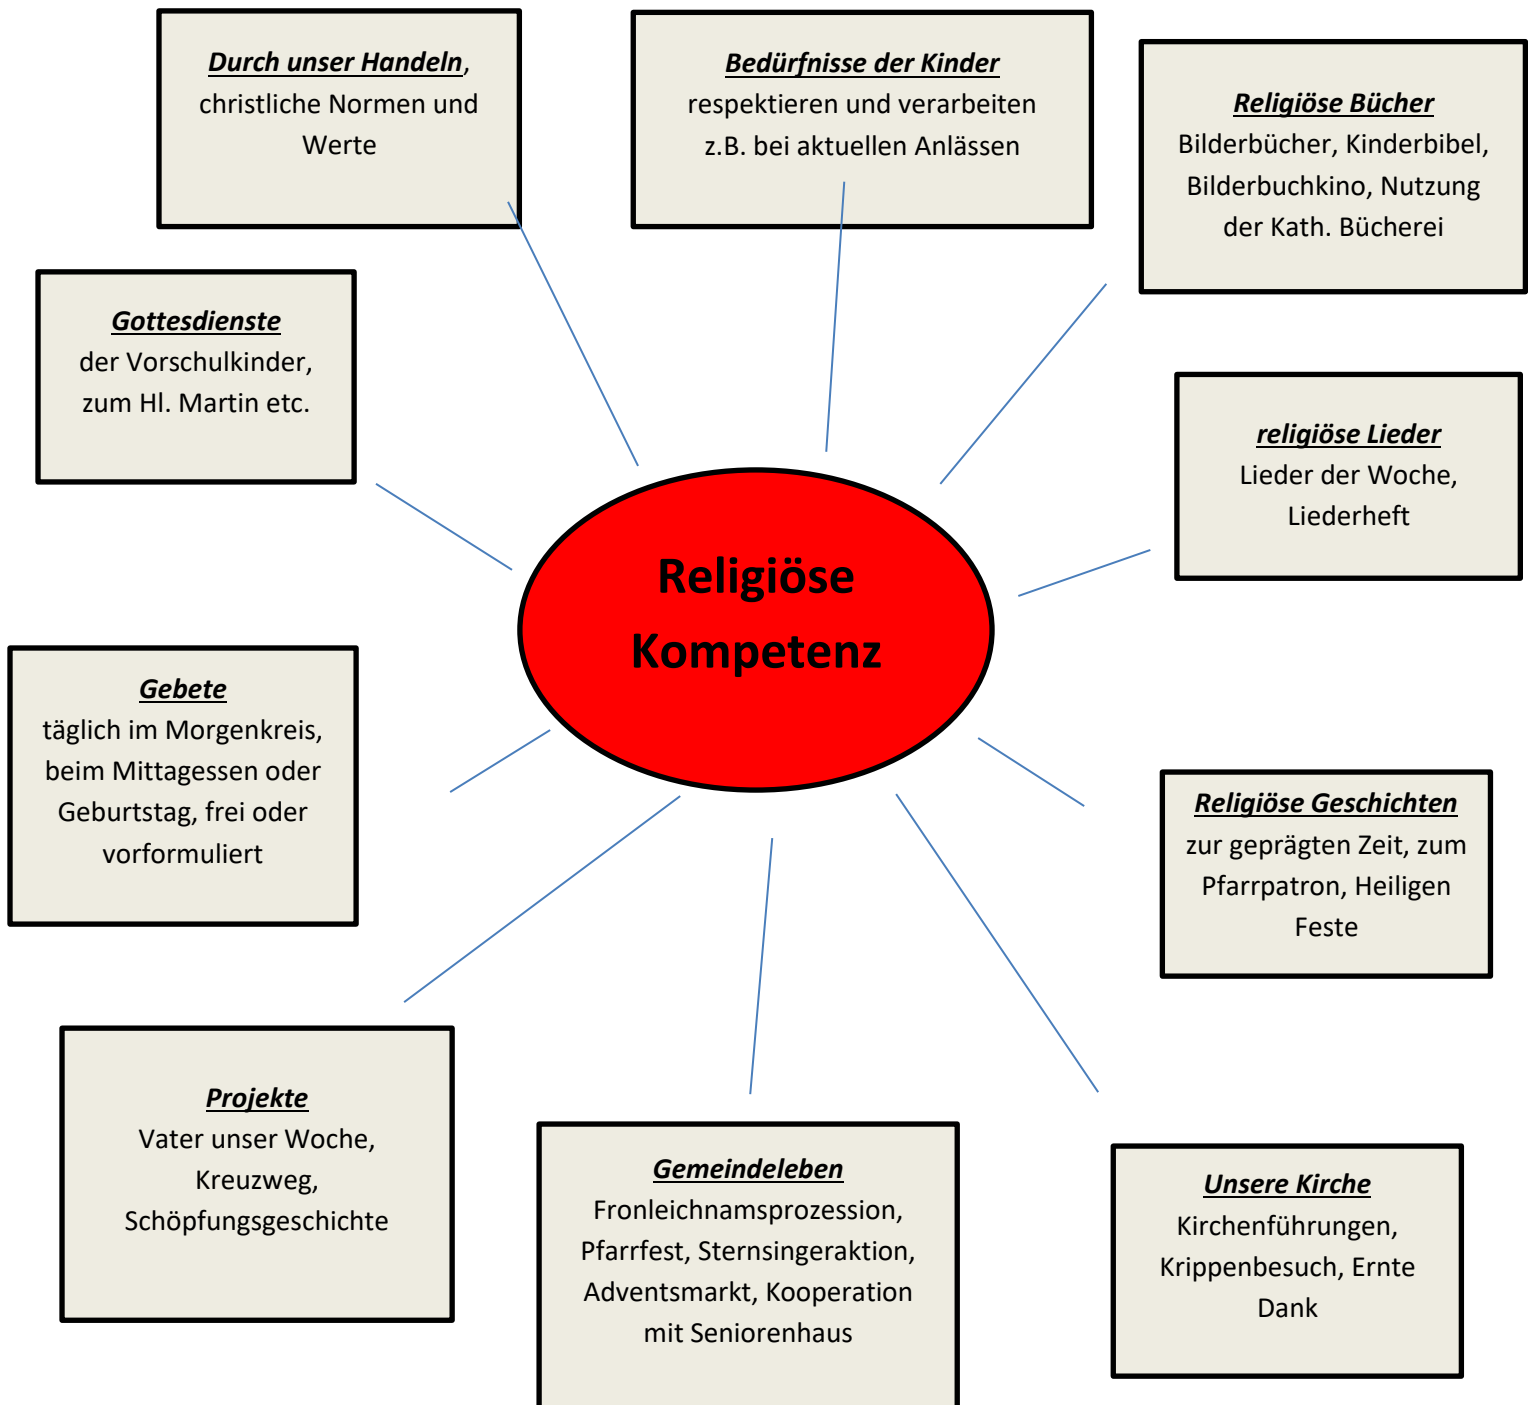 Durch unser Handeln,
christliche Normen und
Werte
Bedürfnisse der Kinder
respektieren und verarbeiten
z.B. bei aktuellen Anlässen
Religiöse Bücher
Bilderbücher, Kinderbibel,
Bilderbuchkino, Nutzung
der Kath. Bücherei
Gottesdienste
der Vorschulkinder,
zum Hl. Martin etc.
religiöse Lieder
Lieder der Woche,
Liederheft
Religiöse
Kompetenz
Gebete
täglich im Morgenkreis,
beim Mittagessen oder
Geburtstag, frei oder
vorformuliert
Religiöse Geschichten
zur geprägten Zeit, zum
Pfarrpatron, Heiligen
Feste
Projekte
Vater unser Woche,
Kreuzweg,
Schöpfungsgeschichte
Gemeindeleben
Fronleichnamsprozession,
Pfarrfest, Sternsingeraktion,
Adventsmarkt, Kooperation
mit Seniorenhaus
Unsere Kirche
Kirchenführungen,
Krippenbesuch, Ernte
Dank